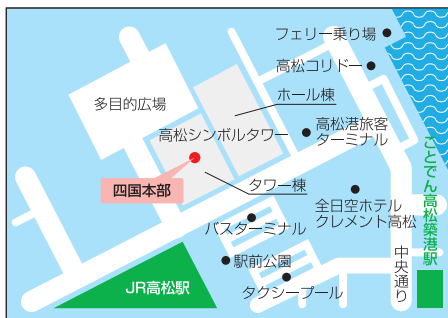 フェリー乗り場
高松コリドー
多目的広場
ホール棟
高松シンボルタワー
高松港旅客
ターミナル
四国本部
タワー棟
全日空ホテル
クレメント高松
バスターミナル
駅前公園
タクシープール
JR高松駅
中央通り
ことでん高松築港駅